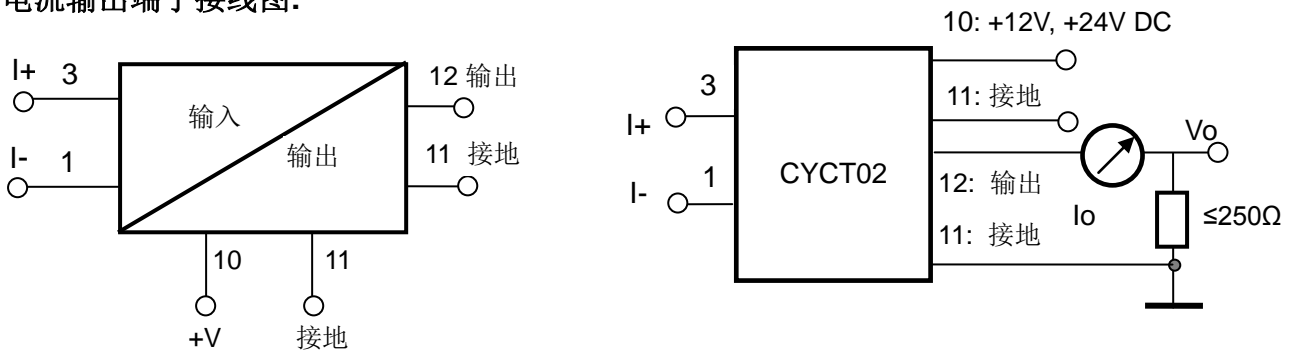 电流输出端子接线图:
I+ 3
输入
输出
12 输出
I- 1
11 接地
10
11
+V
接地
10: +12V, +24V DC
3
11: 接地
I+
Vo
1
CYCT02
I-
12: 输出
Io
≤250Ω
11: 接地